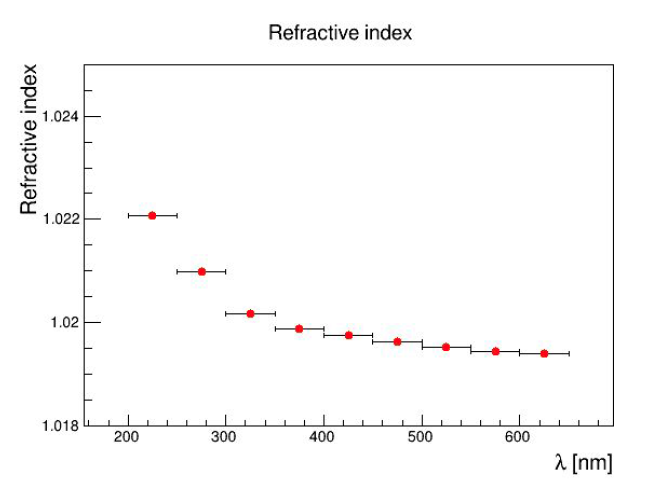 Refractive index
Refractive index
1.024
1.022
1.02
1.018
200 300 400 500 600
λ [nm]